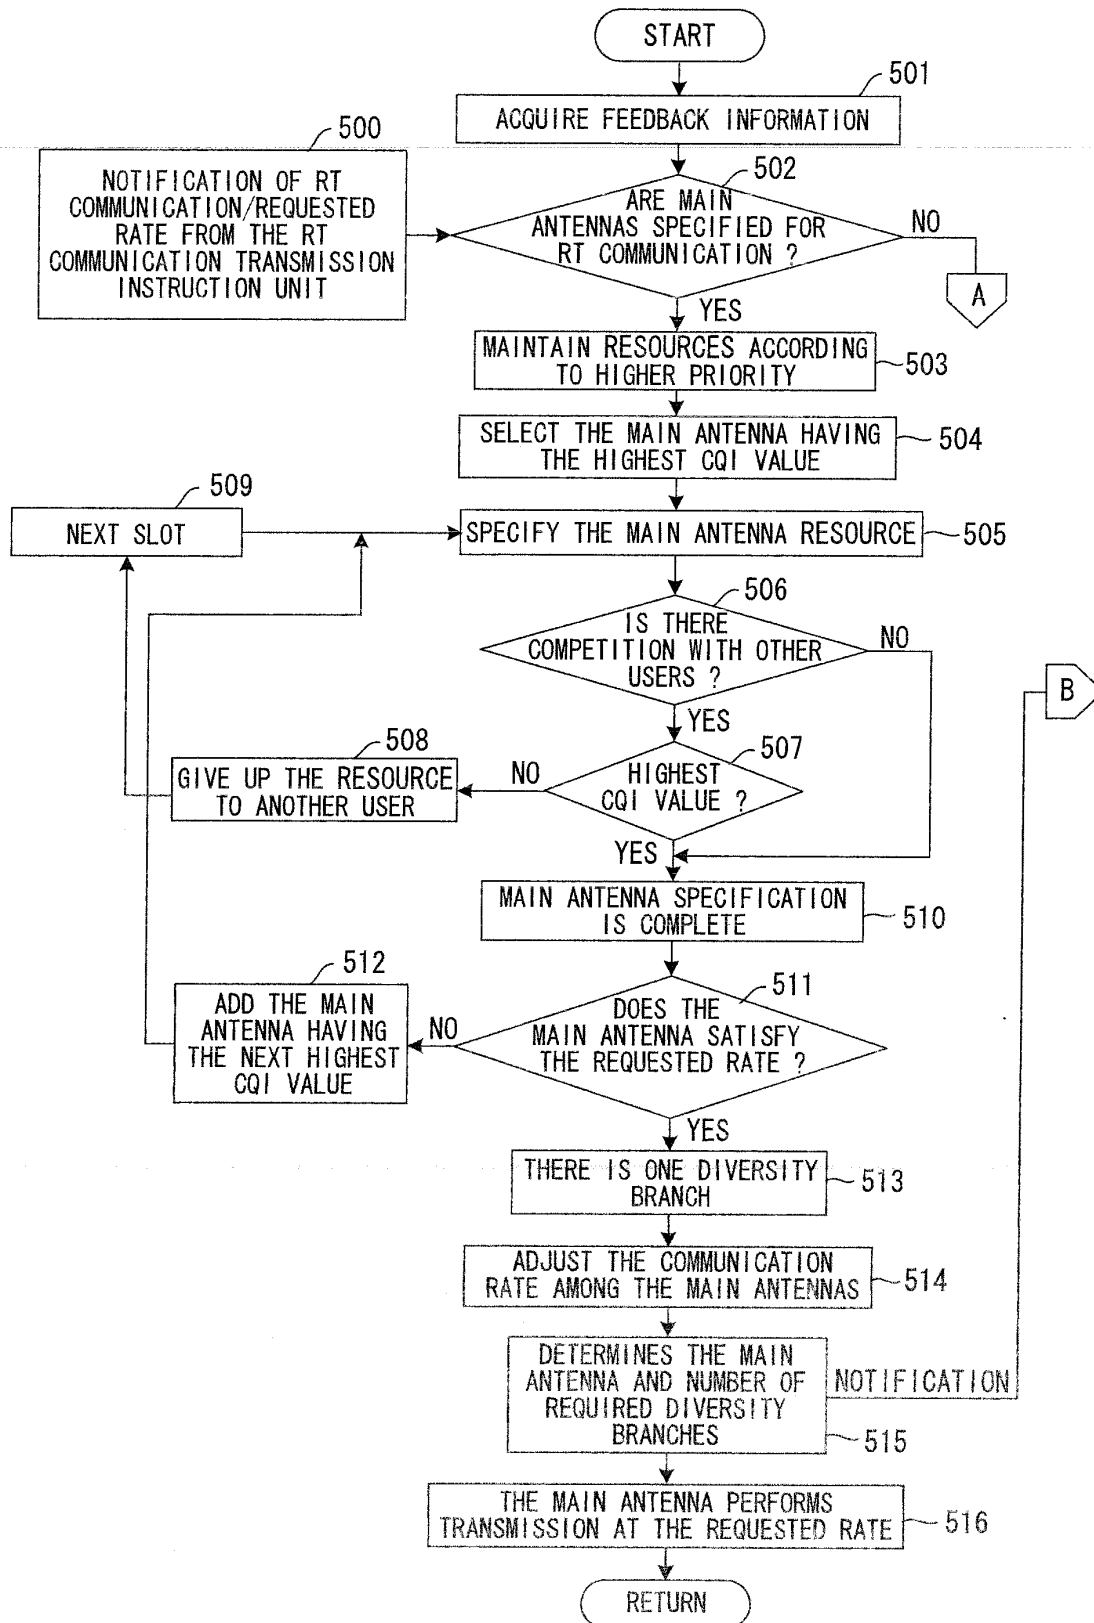 START
501
ACQUIRE FEEDBACK INFORMATION
500
NOTIFICATION OF RT
COMMUNICATION/REQUESTED
RATE FROM THE RT
COMMUNICATION TRANSMISSION
INSTRUCTION UNIT
502
ARE MAIN
ANTENNAS SPECIFIED FOR
RT COMMUNICATION ?
NO
A
YES
MAINTAIN RESOURCES ACCORDING
TO HIGHER PRIORITY
503
SELECT THE MAIN ANTENNA HAVING
THE HIGHEST CQI VALUE
504
509
NEXT SLOT
SPECIFY THE MAIN ANTENNA RESOURCE
505
506
IS THERE
COMPETITION WITH OTHER
USERS ?
NO
B
YES
507
HIGHEST
CQI VALUE ?
NO
508
GIVE UP THE RESOURCE
TO ANOTHER USER
YES
MAIN ANTENNA SPECIFICATION
IS COMPLETE
510
511
DOES THE
MAIN ANTENNA SATISFY
THE REQUESTED RATE ?
NO
512
ADD THE MAIN
ANTENNA HAVING
THE NEXT HIGHEST
CQI VALUE
YES
THERE IS ONE DIVERSITY
BRANCH
513
ADJUST THE COMMUNICATION
RATE AMONG THE MAIN ANTENNAS
514
DETERMINES THE MAIN
ANTENNA AND NUMBER OF
REQUIRED DIVERSITY
BRANCHES
NOTIFICATION
515
THE MAIN ANTENNA PERFORMS
TRANSMISSION AT THE REQUESTED RATE
516
RETURN